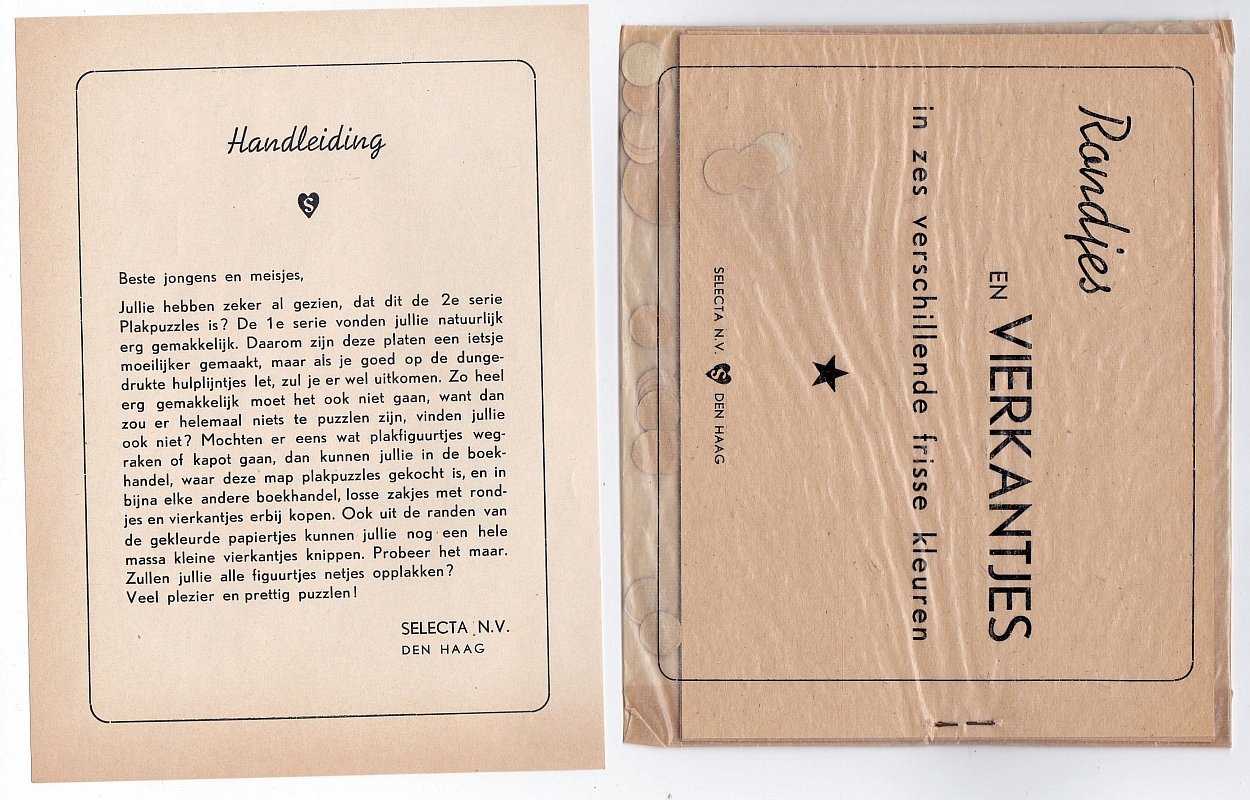 Handleiding
S
Beste jongens en meisjes,
Jullie hebben zeker al gezien, dat dit de 2e serie
Plakpuzzles is? De 1e serie vonden jullie natuurlijk
erg gemakkelijk. Daarom zijn deze platen een ietsje
moeilijker gemaakt, maar als je goed op de dunge-
drukte hulplijntjes let, zul je er wel uitkomen. Zo heel
erg gemakkelijk moet het ook niet gaan, want dan
zou er helemaal niets te puzzlen zijn, vinden jullie
ook niet? Mochten er eens wat plakfiguurtjes weg-
raken of kapot gaan, dan kunnen jullie in de boek-
handel, waar deze map plakpuzzles gekocht is, en in
bijna elke andere boekhandel, losse zakjes met rond-
jes en vierkantjes erbij kopen. Ook uit de randen van
de gekleurde papiertjes kunnen jullie nog een hele
massa kleine vierkantjes knippen. Probeer het maar.
Zullen jullie alle figuurtjes netjes opplakken?
Veel plezier en prettig puzzlen!
SELECTA N.V.
DEN HAAG
Rondjes
EN VIERKANTJES
in zes verschillende frisse kleuren
SELECTA N.V. S DEN HAAG